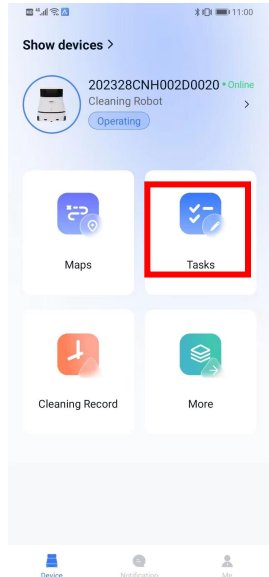 11:00
Show devices >
202328CNH002D0020 • Online
Cleaning Robot >
Operating
Maps
Tasks
Cleaning Record
More
Device
Notification
Me